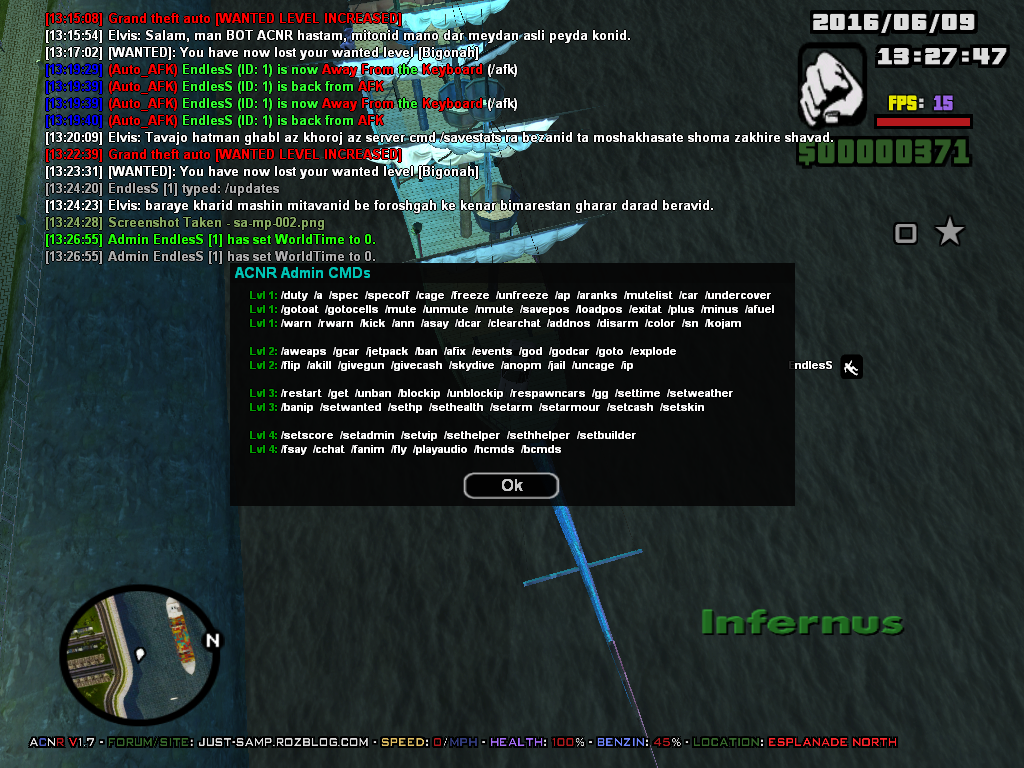 [13:15:08] Grand theft auto [WANTED LEVEL INCREASED]
[13:15:54] Elvis: Salam, man BOT ACNR hastam, mitonid mano dar meydan asli peyda konid.
[13:17:02] [WANTED]: You have now lost your wanted level [Bigonah]
[13:19:29] (Auto_AFK) EndlesS (ID: 1) is now Away From the Keyboard (/afk)
[13:19:39] (Auto_AFK) EndlesS (ID: 1) is back from AFK
[13:19:39] (Auto_AFK) EndlesS (ID: 1) is now Away From the Keyboard (/afk)
[13:19:40] (Auto_AFK) EndlesS (ID: 1) is back from AFK
[13:20:09] Elvis: Tavajo hatman ghabl az khoroj az server cmd /savestats ra bezanid ta moshakhasate shoma zakhire shavad.
[13:22:39] Grand theft auto [WANTED LEVEL INCREASED]
[13:23:31] [WANTED]: You have now lost your wanted level [Bigonah]
[13:24:20] EndlesS [1] typed: /updates
[13:24:23] Elvis: baraye kharid mashin mitavanid be foroshgah ke kenar bimarestan gharar darad beravid.
[13:24:28] Screenshot Taken - sa-mp-002.png
[13:26:55] Admin EndlesS [1] has set WorldTime to 0.
[13:26:55] Admin EndlesS [1] has set WorldTime to 0.
2016/06/09
13:27:47
FPS: 15
$00000371
ACNR Admin CMDs
Lvl 1: /duty /a /spec /specoff /cage /freeze /unfreeze /ap /aranks /mutelist /car /undercover
Lvl 1: /gotoat /gotocells /mute /unmute /nmute /savepos /loadpos /exitat /plus /minus /afuel
Lvl 1: /warn /rwarn /kick /ann /asay /dcar /clearchat /addnos /disarm /color /sn /kojam
Lvl 2: /aweaps /gcar /jetpack /ban /afix /events /god /godcar /goto /explode
Lvl 2: /flip /akill /givegun /givecash /skydive /anopm /jail /uncage /ip
EndlesS
Lvl 3: /restart /get /unban /blockip /unblockip /respawncars /gg /settime /setweather
Lvl 3: /banip /setwanted /sethp /sethealth /setarm /setarmour /setcash /setskin
Lvl 4: /setscore /setadmin /setvip /sethelper /sethhelper /setbuilder
Lvl 4: /fsay /cchat /fanim /fly /playaudio /hcmds /bcmds
Ok
Infernus
N
ACNR V1.7 - FORUM/SITE: JUST-SAMP.ROZBLOG.COM - SPEED: 0/MPH - HEALTH: 100% - BENZIN: 45% - LOCATION: ESPLANADE NORTH